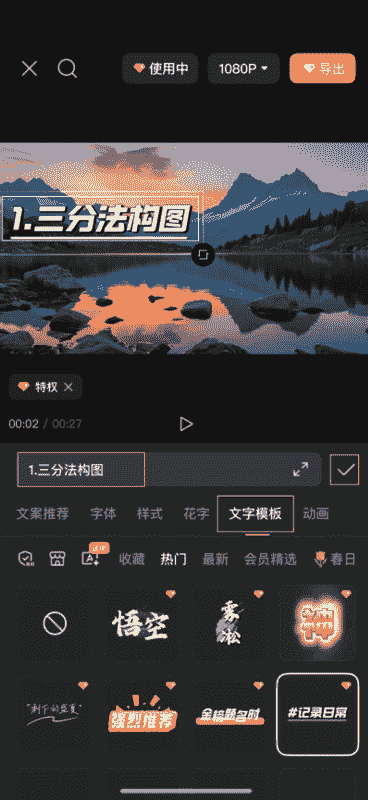 使用中
1080P
导出
1.三分法构图
特权
00:02 / 00:27
1.三分法构图
文案推荐 字体 样式 花字 文字模板 动画
收藏 热门 最新 会员精选 春日
悟空
雾凇
神
强烈推荐
金榜题名时
#记录日常